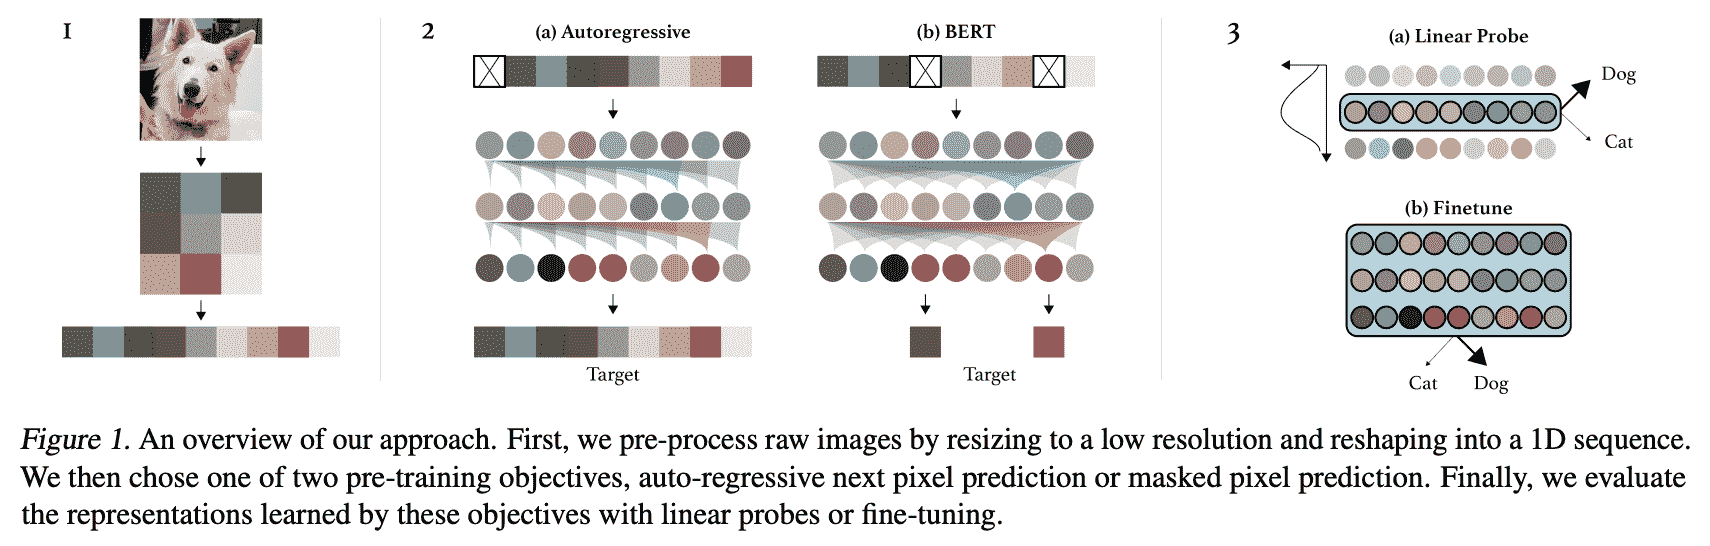 1
2
(a) Autoregressive
(b) BERT
Target
Target
3
(a) Linear Probe
Dog
Cat
(b) Finetune
Cat
Dog
Figure 1. An overview of our approach. First, we pre-process raw images by resizing to a low resolution and reshaping into a 1D sequence.
We then chose one of two pre-training objectives, auto-regressive next pixel prediction or masked pixel prediction. Finally, we evaluate
the representations learned by these objectives with linear probes or fine-tuning.